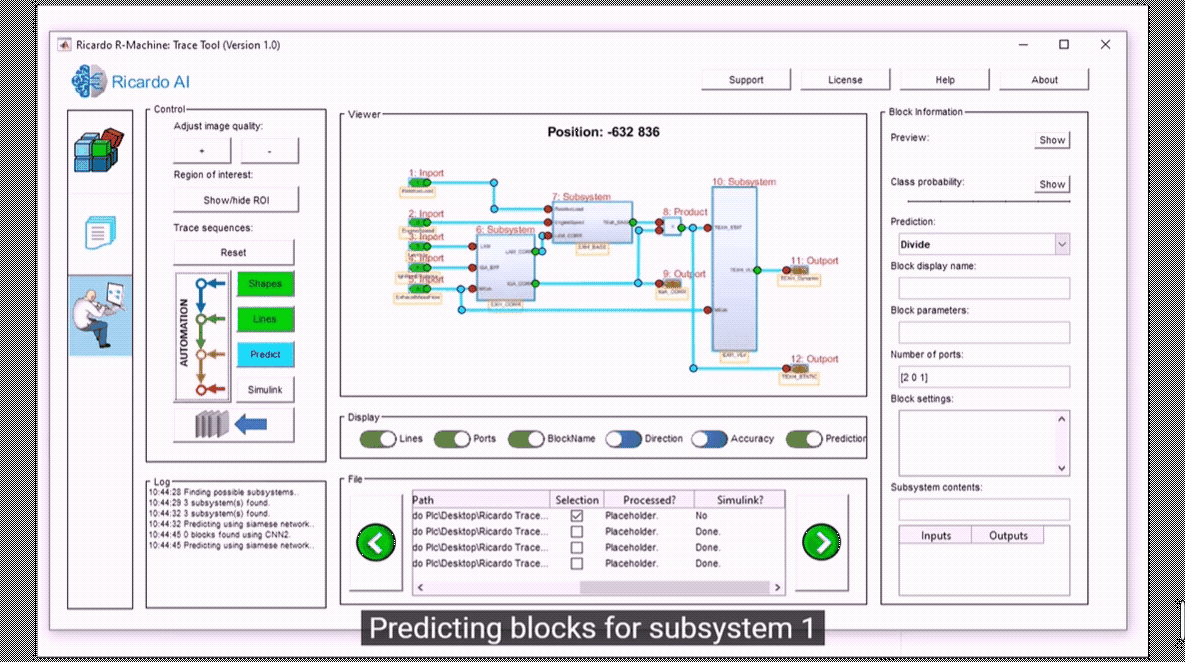 Ricardo R-Machine: Trace Tool (Version 1.0)
Ricardo AI
Support
License
Help
About
Control
Adjust image quality:
+
-
Region of interest:
Show/hide ROI
Trace sequences:
Reset
AUTOMATION
Shapes
Lines
Predict
Simulink
Log
10:44:28 Finding possible subsystems..
10:44:29 3 subsystem(s) found.
10:44:32 3 subsystem(s) found.
10:44:32 Predicting using siamese network..
10:44:45 0 blocks found using CNN2.
10:44:45 Predicting using siamese network..
Viewer
Position: -632 836
1: Inport
2: Inport
3: Inport
4: Inport
5: Inport
6: Subsystem
7: Subsystem
8: Product
9: Outport
10: Subsystem
11: Outport
12: Outport
Display
Lines
Ports
BlockName
Direction
Accuracy
Prediction
File
Path Selection Processed? Simulink?
do Plc\Desktop\Ricardo Trace... Placeholder. No
do Plc\Desktop\Ricardo Trace... Placeholder. Done.
do Plc\Desktop\Ricardo Trace... Placeholder. Done.
do Plc\Desktop\Ricardo Trace... Placeholder. Done.
Block Information
Preview:
Show
Class probability:
Show
Prediction:
Divide
Block display name:
Block parameters:
Number of ports:
[2 0 1]
Block settings:
Subsystem contents:
Inputs Outputs
Predicting blocks for subsystem 1